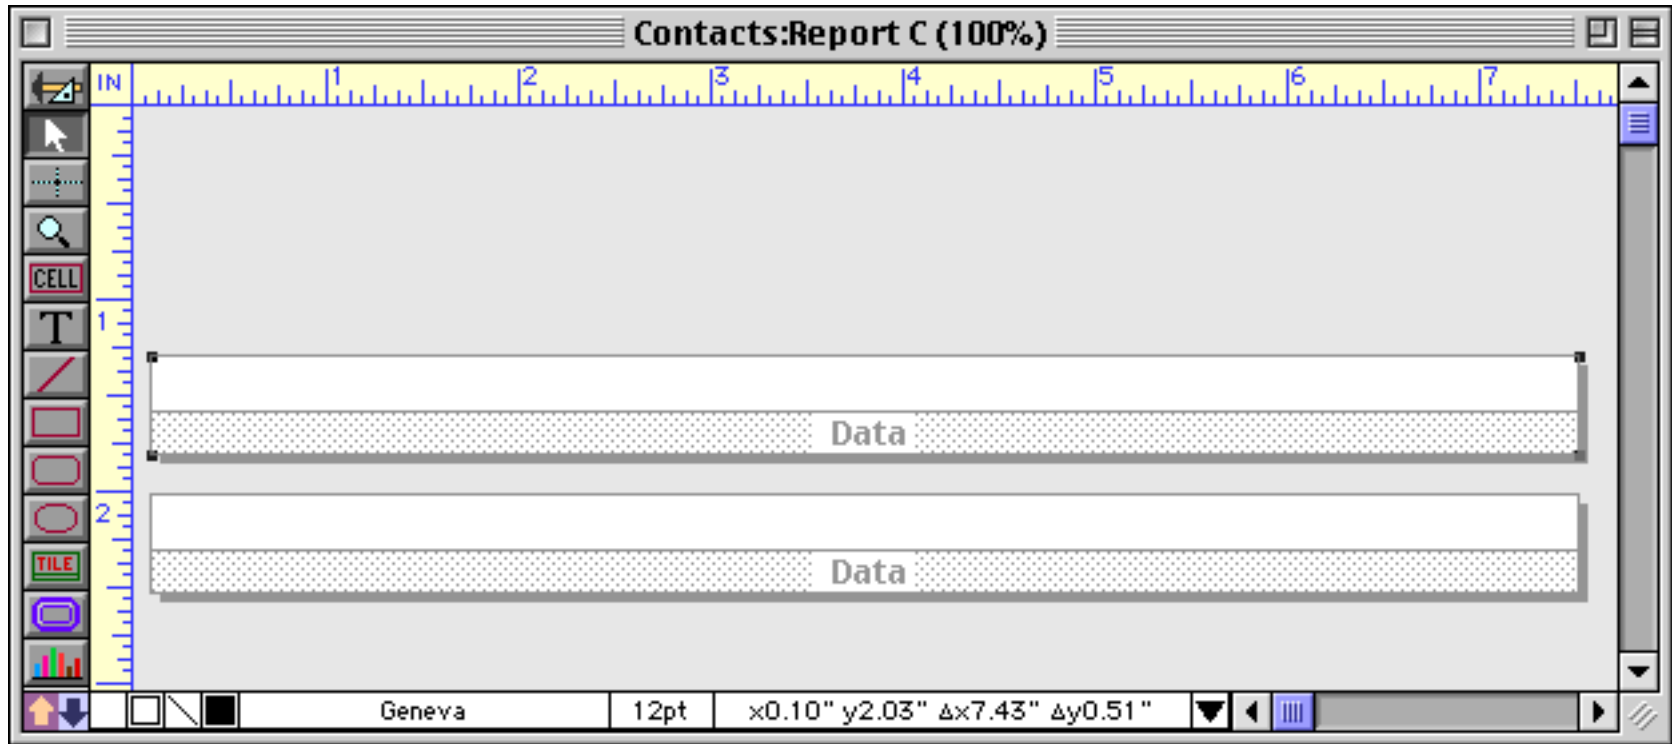 Contacts:Report C (100%)
IN 1 2 3 4 5 6 7
CELL
T
1
Data
2
TILE
Data
Geneva 12pt x0.10" y2.03" Δx7.43" Δy0.51"